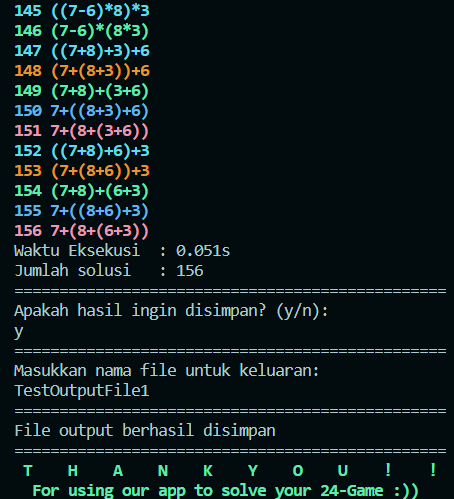 145 ((7-6)*8)*3
146 (7-6)*(8*3)
147 ((7+8)+3)+6
148 (7+(8+3))+6
149 (7+8)+(3+6)
150 7+((8+3)+6)
151 7+(8+(3+6))
152 ((7+8)+6)+3
153 (7+(8+6))+3
154 (7+8)+(6+3)
155 7+((8+6)+3)
156 7+(8+(6+3))
Waktu Eksekusi : 0.051s
Jumlah solusi : 156
================================================
Apakah hasil ingin disimpan? (y/n):
y
================================================
Masukkan nama file untuk keluaran:
TestOutputFile1
================================================
File output berhasil disimpan
================================================
T H A N K Y O U ! !
For using our app to solve your 24-Game :))